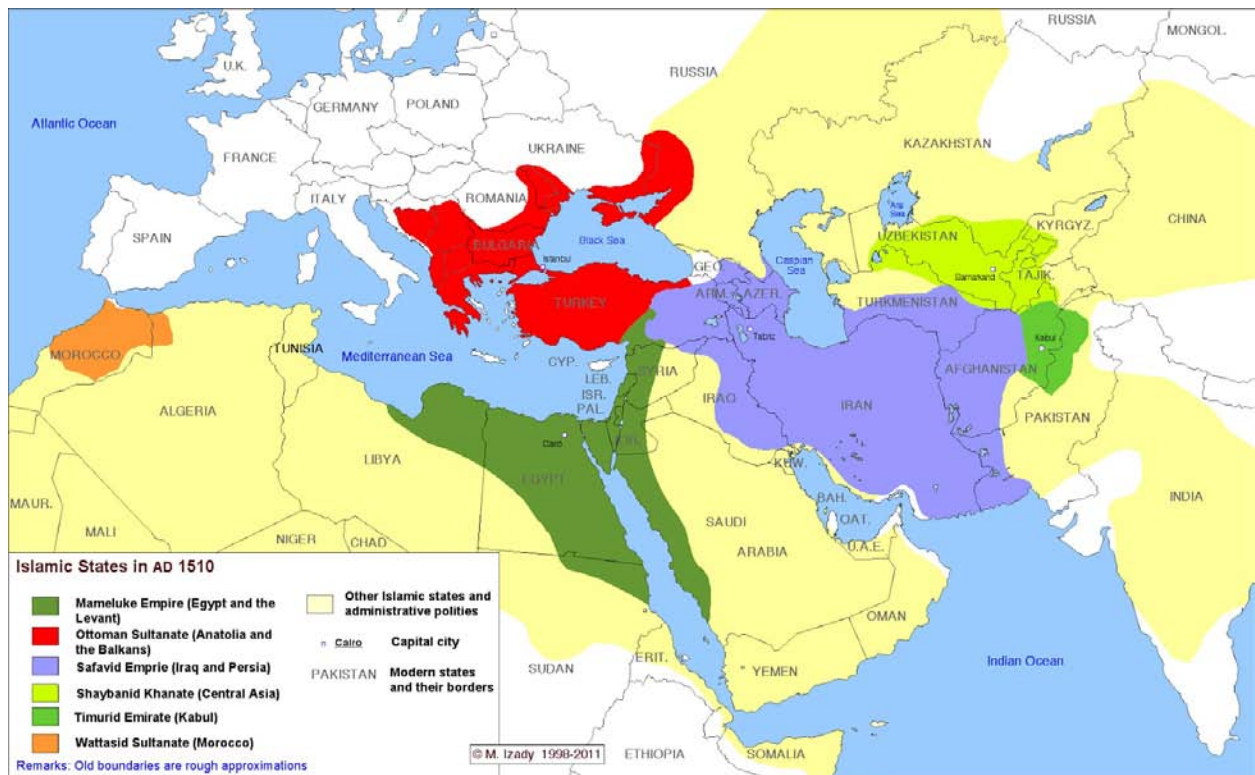 RUSSIA
MONGOL.
U.K.
RUSSIA
GERMANY
POLAND
Atlantic Ocean
UKRAINE
KAZAKHSTAN
FRANCE
ROMANIA
ITALY
Aral
Sea
CHINA
SPAIN
BULGARIA
Black Sea
UZBEKISTAN
KYRGYZ.
Istanbul
GEO.
Caspian
Sea
Samarkand
TAJIK.
TURKEY
ARM.
AZER.
TURKMENISTAN
Tabriz
Kabul
MOROCCO
TUNISIA
Mediterranean Sea
CYP.
SYRIA
AFGHANISTAN
LEB.
ISR.
PAL.
IRAQ
IRAN
PAKISTAN
ALGERIA
Cairo
JOR.
LIBYA
EGYPT
KUW.
BAH.
QAT.
INDIA
MAUR.
MALI
NIGER
CHAD
SAUDI
ARABIA
U.A.E.
OMAN
Indian Ocean
SUDAN
ERIT.
YEMEN
ETHIOPIA
SOMALIA
Islamic States in AD 1510
Mameluke Empire (Egypt and the
Levant)
Ottoman Sultanate (Anatolia and
the Balkans)
Safavid Emprie (Iraq and Persia)
Shaybanid Khanate (Central Asia)
Timurid Emirate (Kabul)
Wattasid Sultanate (Morocco)
Other Islamic states and
administrative polities
Cairo Capital city
PAKISTAN Modern states
and their borders
Remarks: Old boundaries are rough approximations
© M. Izady 1998-2011